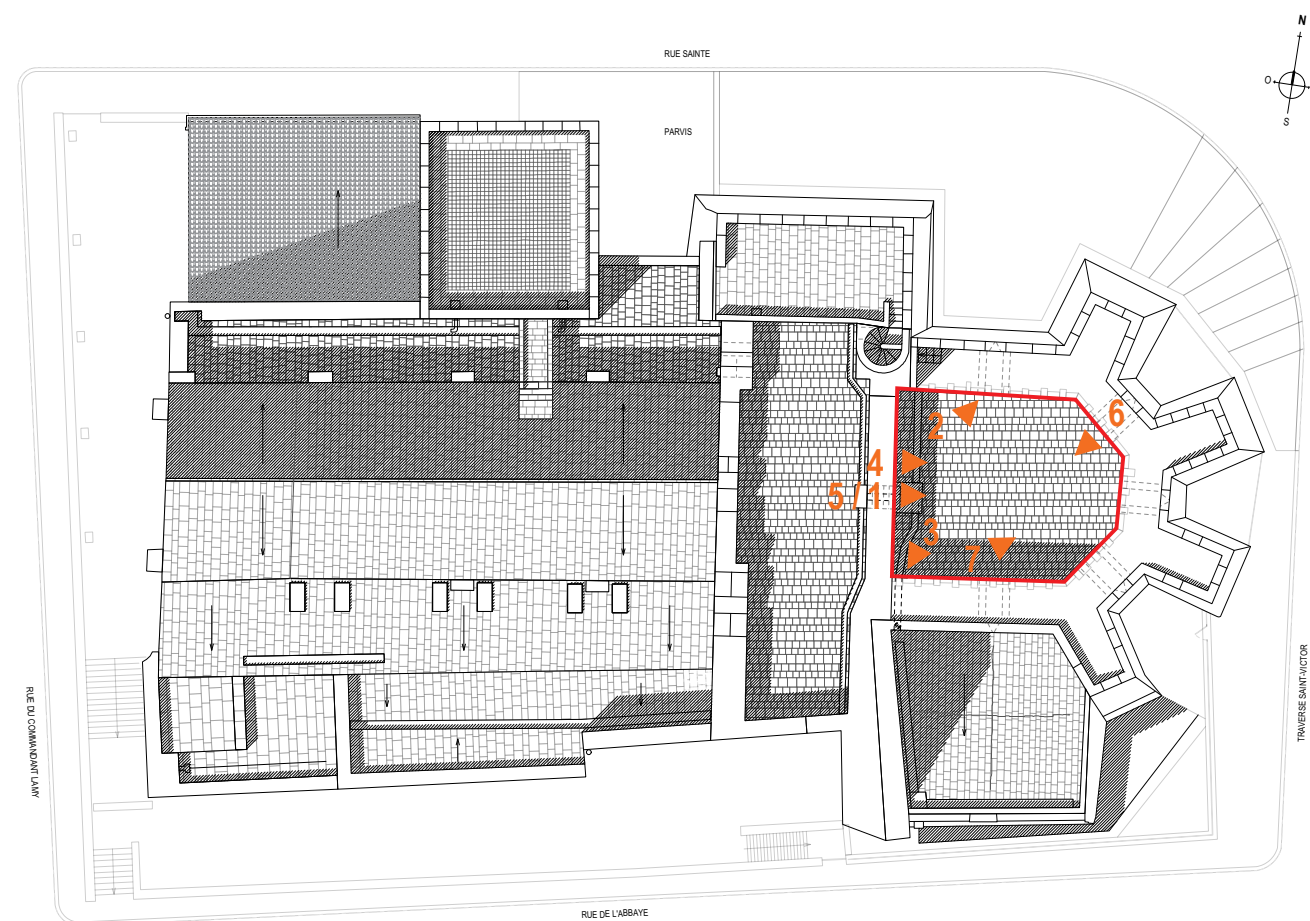 RUE SAINTE
N
O
S
PARVIS
2
6
4
5 / 1
3
7
RUE DU COMMANDANT LAMY
TRAVERSE SAINT-VICTOR
RUE DE L'ABBAYE